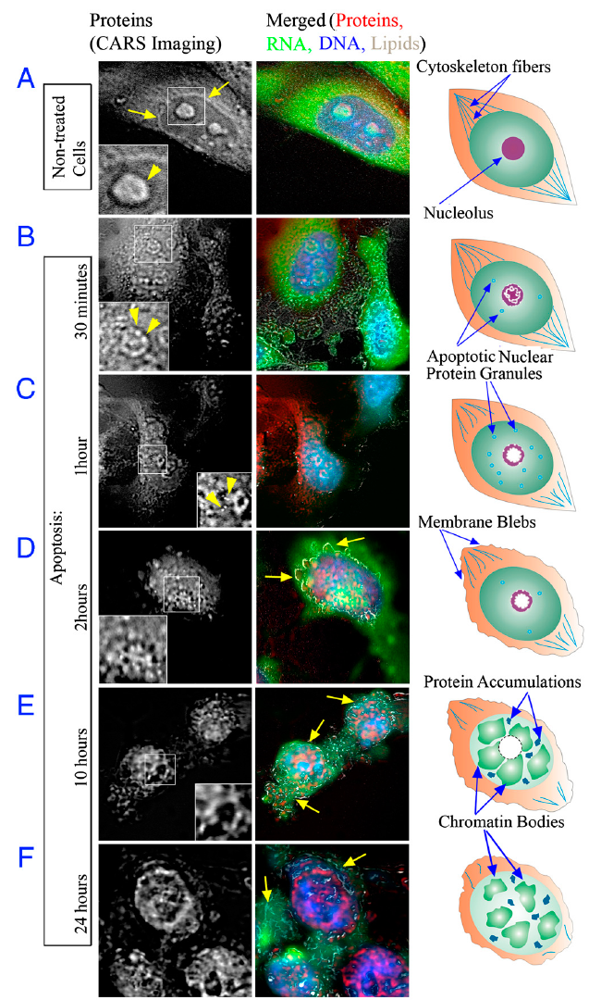 Proteins
(CARS Imaging)
Merged (Proteins,
RNA, DNA, Lipids)
A
Non-treated
Cells
Cytoskeleton fibers
Nucleolus
B
Apoptosis:
30 minutes
Apoptotic Nuclear
Protein Granules
C
1hour
D
2hours
Membrane Blebs
E
10 hours
Protein Accumulations
Chromatin Bodies
F
24 hours